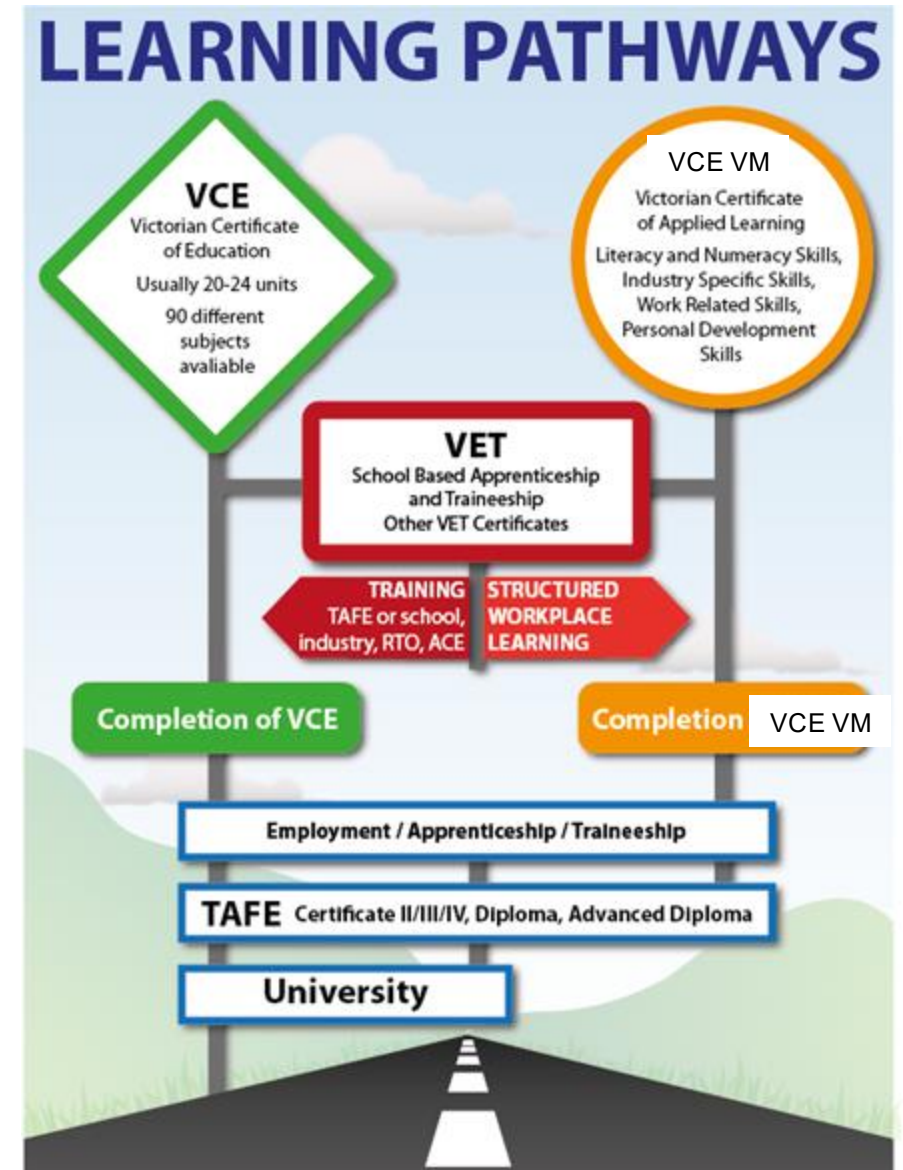 LEARNING PATHWAYS
VCE
Victorian Certificate
of Education
Usually 20-24 units
90 different
subjects
avaliable
VCE VM
Victorian Certificate
of Applied Learning
Literacy and Numeracy Skills,
Industry Specific Skills,
Work Related Skills,
Personal Development
Skills
VET
School Based Apprenticeship
and Traineeship
Other VET Certificates
TRAINING
TAFE or school,
industry, RTO, ACE
STRUCTURED
WORKPLACE
LEARNING
Completion of VCE
Completion VCE VM
Employment / Apprenticeship / Traineeship
TAFE Certificate II/III/IV, Diploma, Advanced Diploma
University